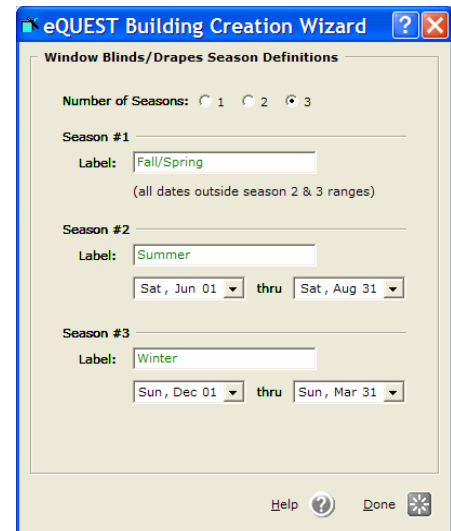 eQUEST Building Creation Wizard
Window Blinds/Drapes Season Definitions
Number of Seasons: 1 2 3
Season #1
Label: Fall/Spring
(all dates outside season 2 & 3 ranges)
Season #2
Label: Summer
Sat, Jun 01 thru Sat, Aug 31
Season #3
Label: Winter
Sun, Dec 01 thru Sun, Mar 31
Help ? Done